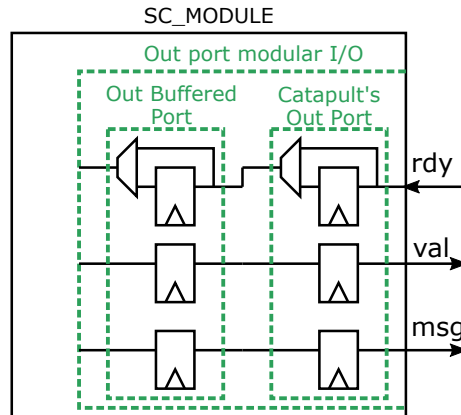 SC_MODULE
Out port modular I/O
Out Buffered
Port
Catapult's
Out Port
rdy
val
msg